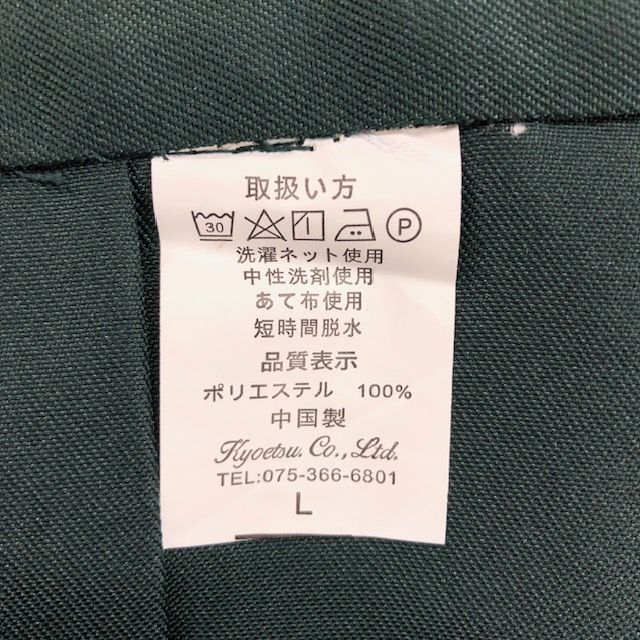 取扱い方
30 P
洗濯ネット使用
中性洗剤使用
あて布使用
短時間脱水
品質表示
ポリエステル 100%
中国製
Kyoetsu. Co., Ltd.
TEL:075-366-6801
L